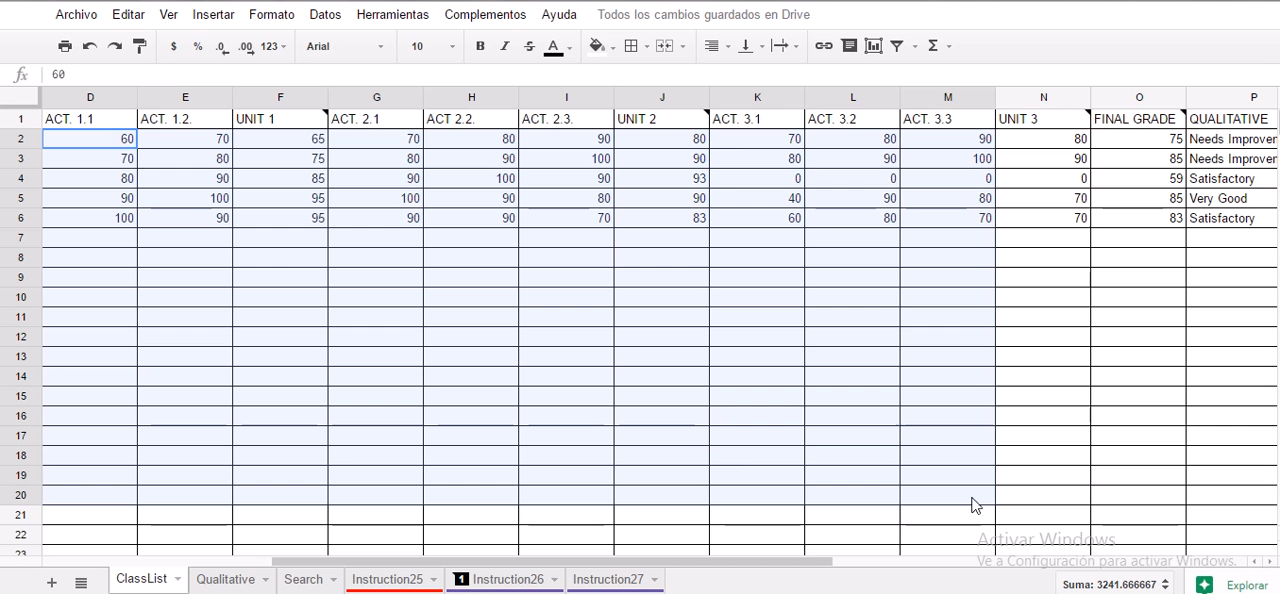 Archivo Editar Ver Insertar Formato Datos Herramientas Complementos Ayuda Todos los cambios guardados en Drive
$ % .0 .00 123 Arial 10 B I S A Σ
fx 60
D E F G H I J K L M N O P
1 ACT. 1.1 ACT. 1.2. UNIT 1 ACT. 2.1 ACT 2.2. ACT. 2.3. UNIT 2 ACT. 3.1 ACT. 3.2 ACT. 3.3 UNIT 3 FINAL GRADE QUALITATIVE
2 60 70 65 70 80 90 80 70 80 90 80 75 Needs Improver
3 70 80 75 80 90 100 90 80 90 100 90 85 Needs Improver
4 80 90 85 90 100 90 93 0 0 0 0 59 Satisfactory
5 90 100 95 100 90 80 90 40 90 80 70 85 Very Good
6 100 90 95 90 90 70 83 60 80 70 70 83 Satisfactory
7
8
9
10
11
12
13
14
15
16
17
18
19
20
21
22
23
Activar Windows
Ve a Configuración para activar Windows.
ClassList Qualitative Search Instruction25 1 Instruction26 Instruction27 Suma: 3241.666667 Explorar